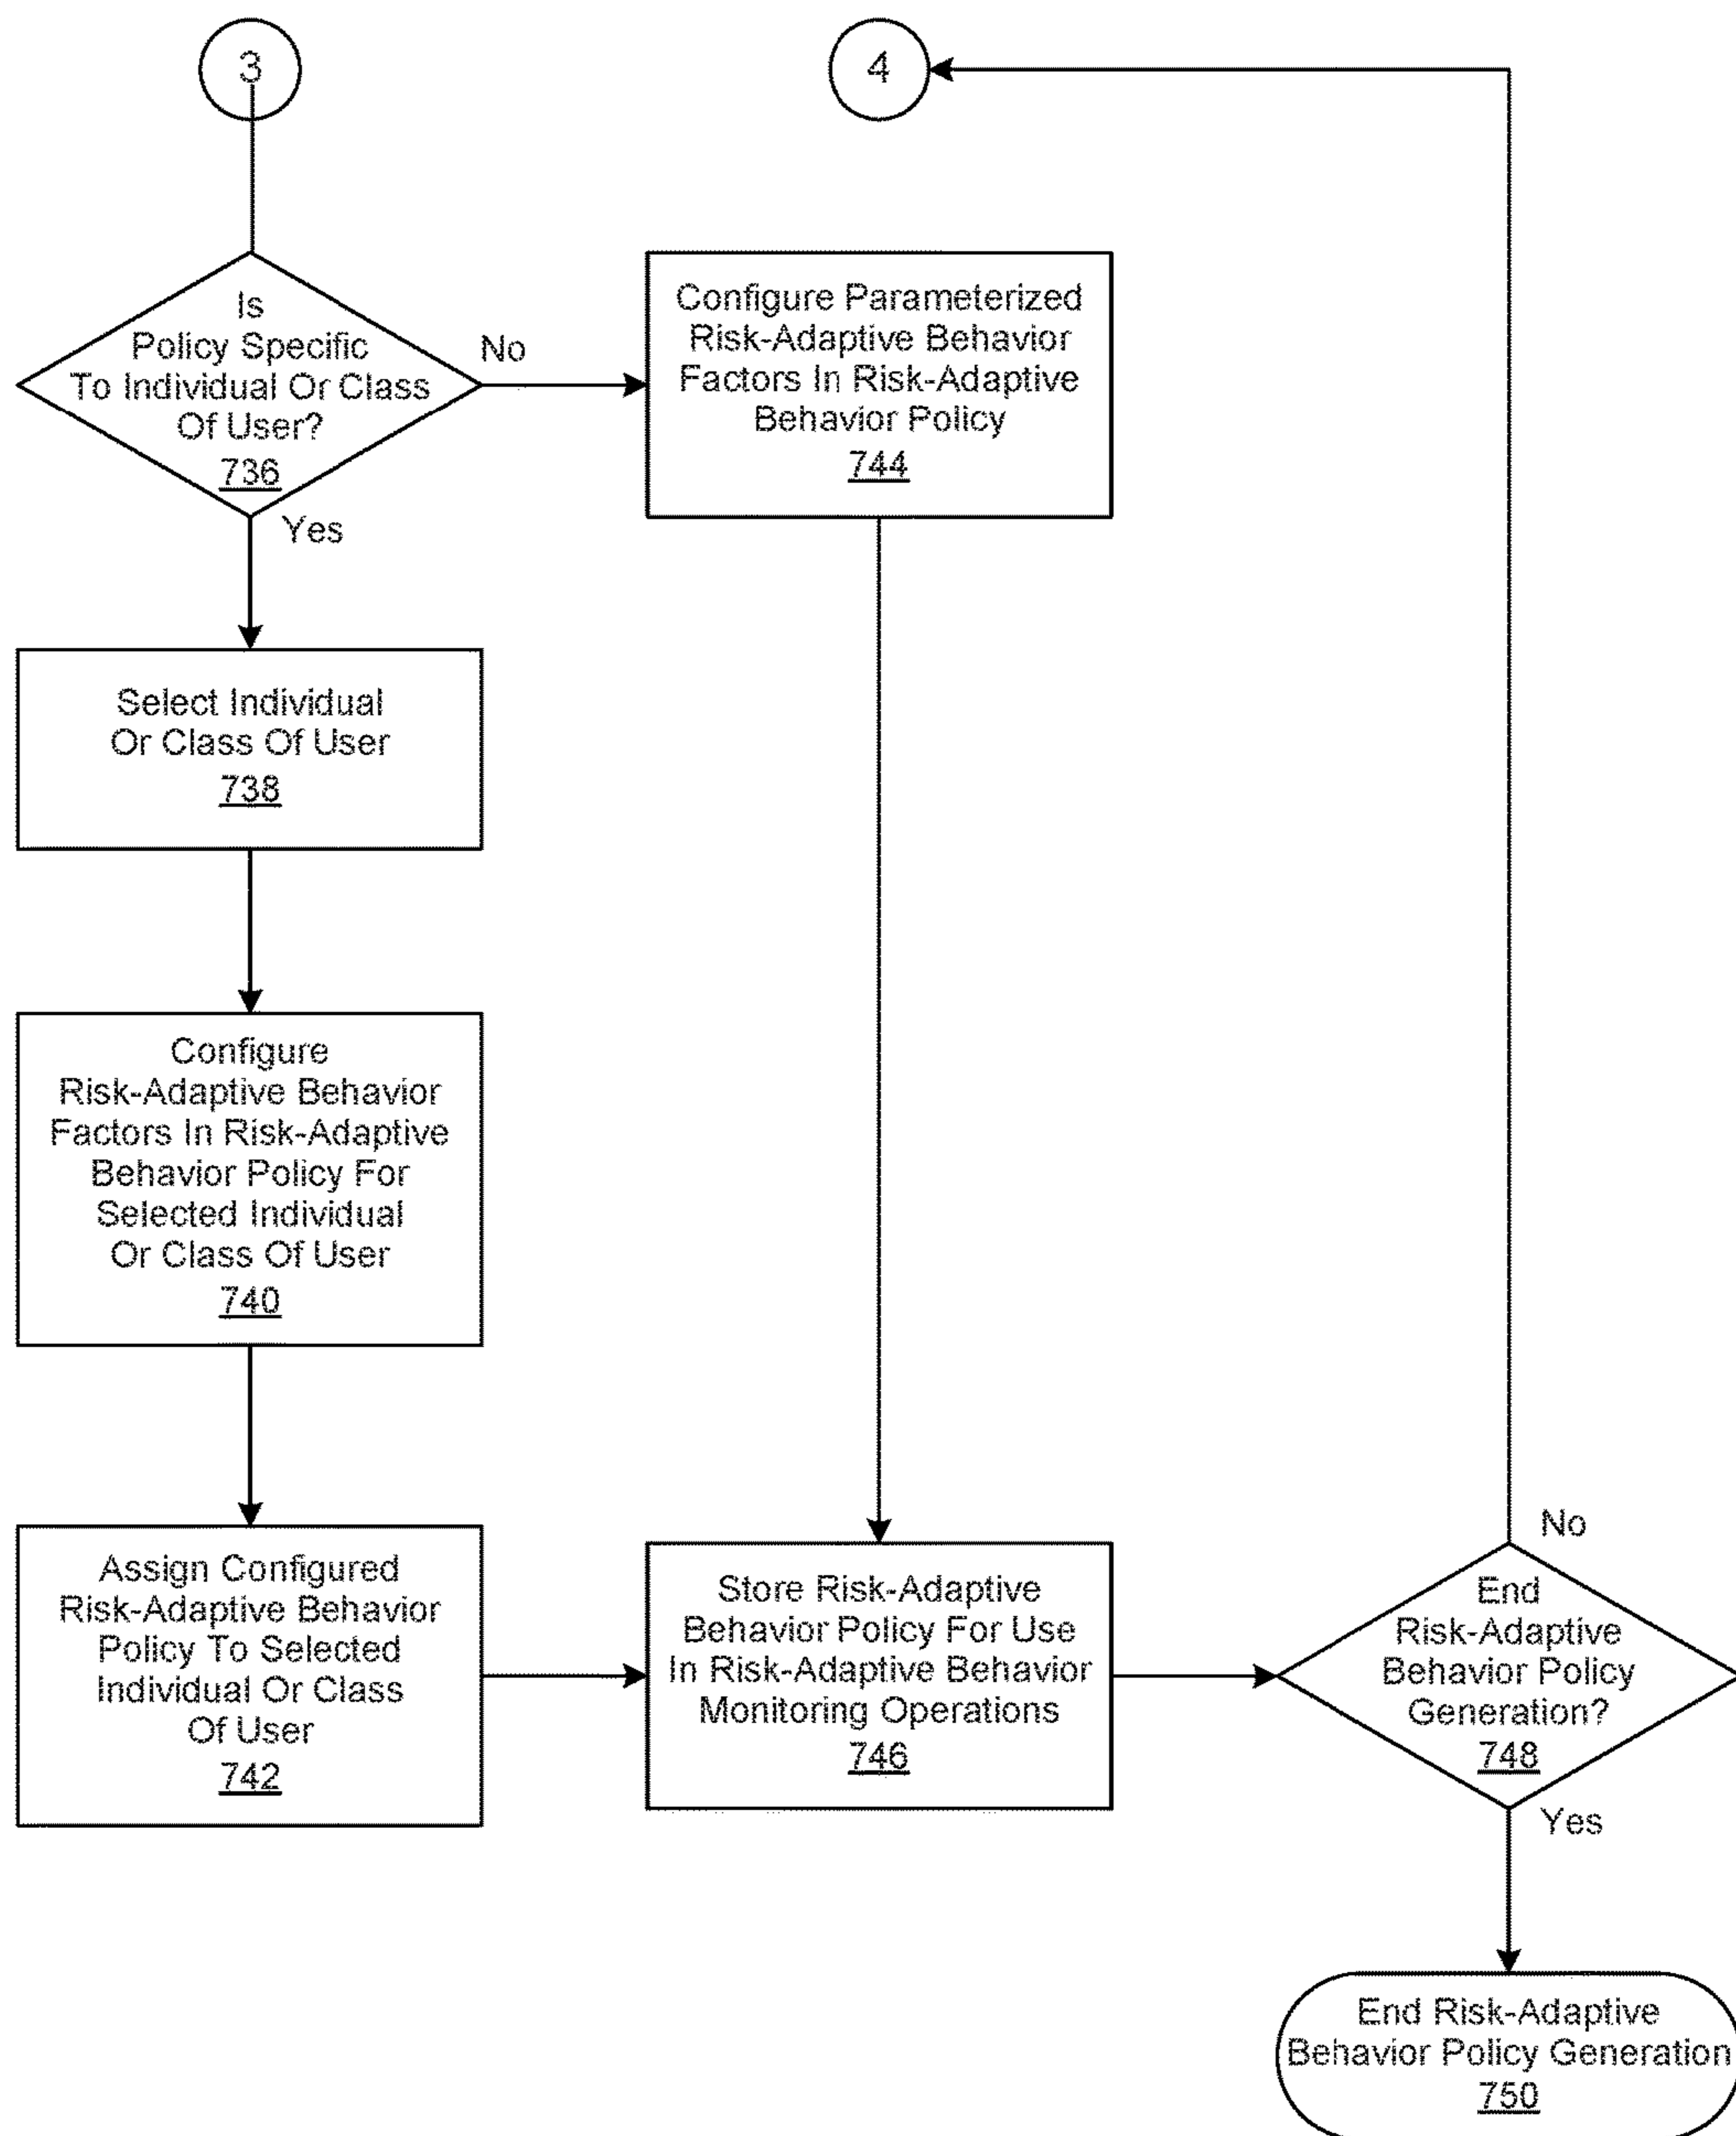 3
4
Is
Policy Specific
To Individual Or Class
Of User?
736
No
Yes
Configure Parameterized
Risk-Adaptive Behavior
Factors In Risk-Adaptive
Behavior Policy
744
Select Individual
Or Class Of User
738
Configure
Risk-Adaptive Behavior
Factors In Risk-Adaptive
Behavior Policy For
Selected Individual
Or Class Of User
740
Assign Configured
Risk-Adaptive Behavior
Policy To Selected
Individual Or Class
Of User
742
Store Risk-Adaptive
Behavior Policy For Use
In Risk-Adaptive Behavior
Monitoring Operations
746
No
End
Risk-Adaptive
Behavior Policy
Generation?
748
Yes
End Risk-Adaptive
Behavior Policy Generation
750